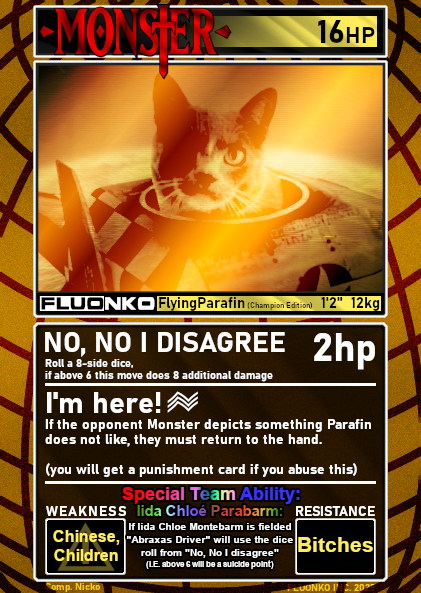 MONSTER
16HP
FLUONKO FlyingParafin (Champion Edition) 1'2" 12kg
NO, NO I DISAGREE 2hp
Roll a 8-side dice,
if above 6 this move does 8 additional damage
I'm here!
If the opponent Monster depicts something Parafin
does not like, they must return to the hand.
(you will get a punishment card if you abuse this)
Special Team Ability:
WEAKNESS Iida Chloé Parabarm: RESISTANCE
Chinese,
Children
If Iida Chloe Montebarm is fielded
"Abraxas Driver" will use the dice
roll from "No, No I disagree"
(I.E. above 6 will be a suicide point)
Bitches
Comp. Nicko
FLUONKO INC.